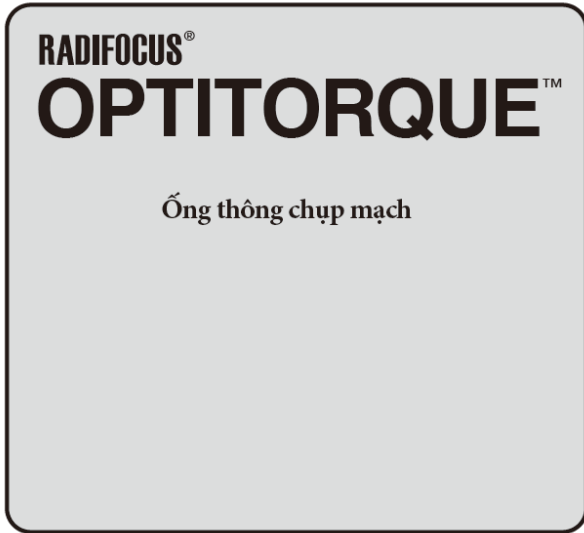 RADIFOCUS®
OPTITORQUE™
Ống thông chụp mạch